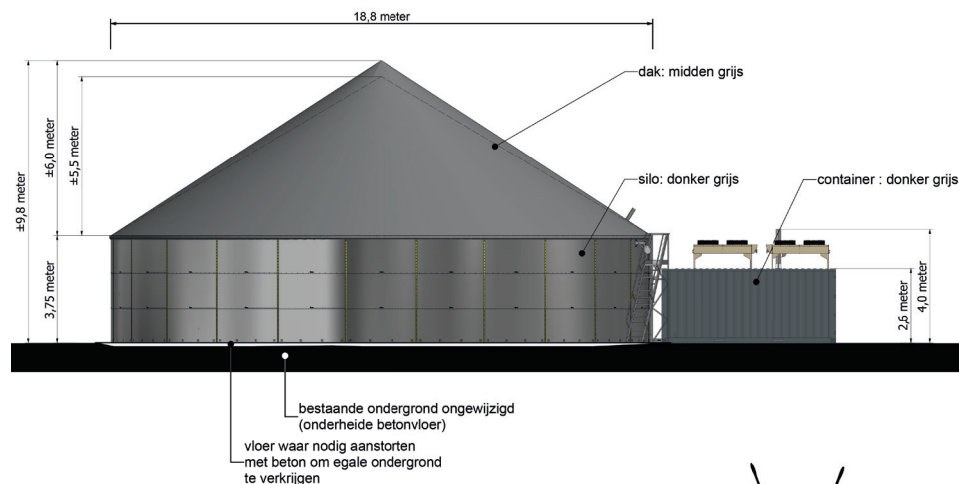 18,8 meter
dak: midden grijs
±6,0 meter
±5,5 meter
±9,8 meter
silo: donker grijs
container : donker grijs
3,75 meter
2,6 meter
4,0 meter
bestaande ondergrond ongewijzigd
(onderheide betonvloer)
vloer waar nodig aanstorten
met beton om egale ondergrond
te verkrijgen